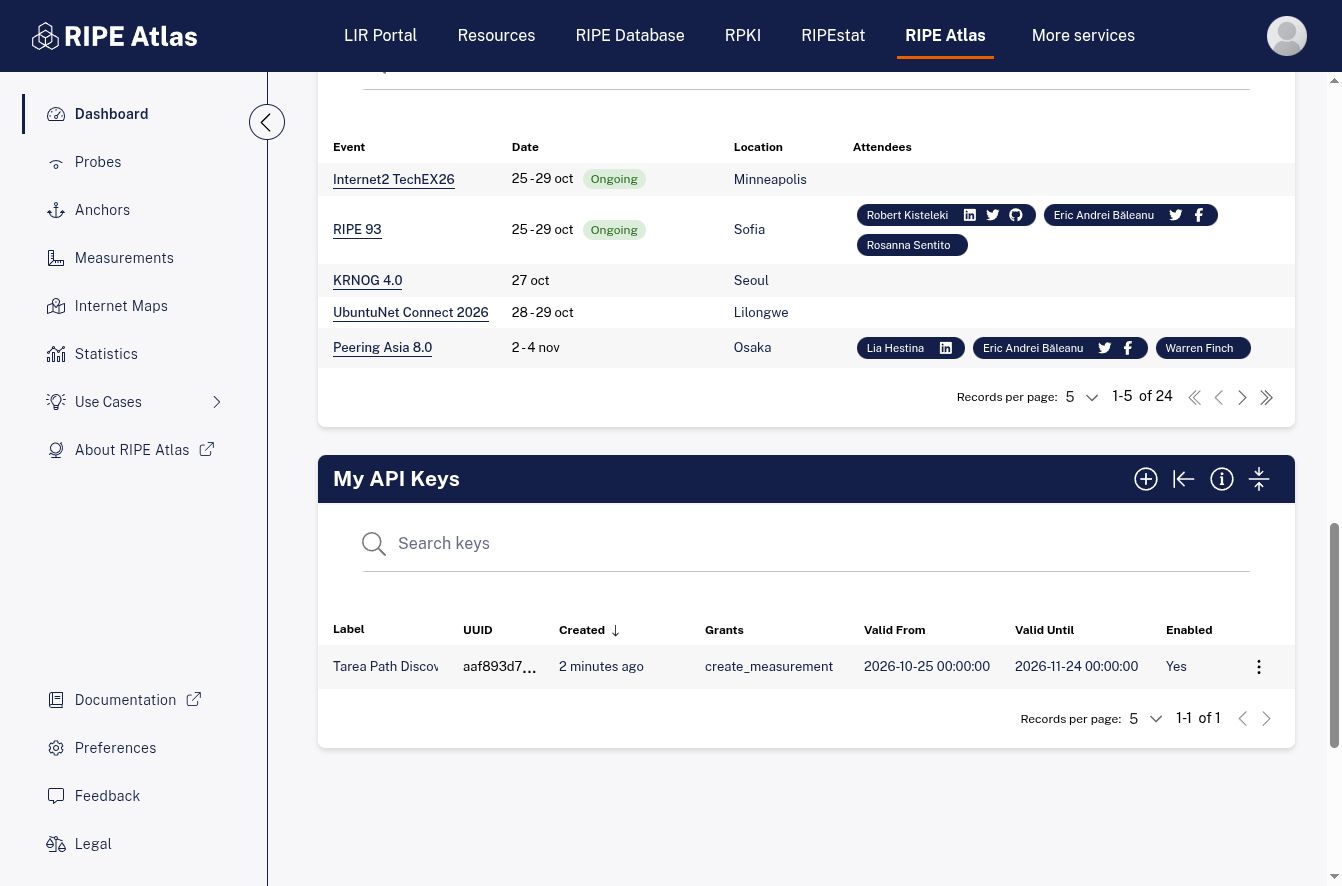 RIPE Atlas
LIR Portal Resources RIPE Database RPKI RIPEstat RIPE Atlas More services
Dashboard
Probes
Anchors
Measurements
Internet Maps
Statistics
Use Cases
About RIPE Atlas
Documentation
Preferences
Feedback
Legal
Event Date Location Attendees
Internet2 TechEX26 25 - 29 oct Ongoing Minneapolis
RIPE 93 25 - 29 oct Ongoing Sofia Robert Kisteleki Eric Andrei Băleanu
Rosanna Sentito
KRNOG 4.0 27 oct Seoul
UbuntuNet Connect 2026 28 - 29 oct Lilongwe
Peering Asia 8.0 2 - 4 nov Osaka Lia Hestina Eric Andrei Băleanu Warren Finch
Records per page: 5 1-5 of 24
My API Keys
Search keys
Label UUID Created ↓ Grants Valid From Valid Until Enabled
Tarea Path Discov aaf893d7... 2 minutes ago create_measurement 2026-10-25 00:00:00 2026-11-24 00:00:00 Yes
Records per page: 5 1-1 of 1